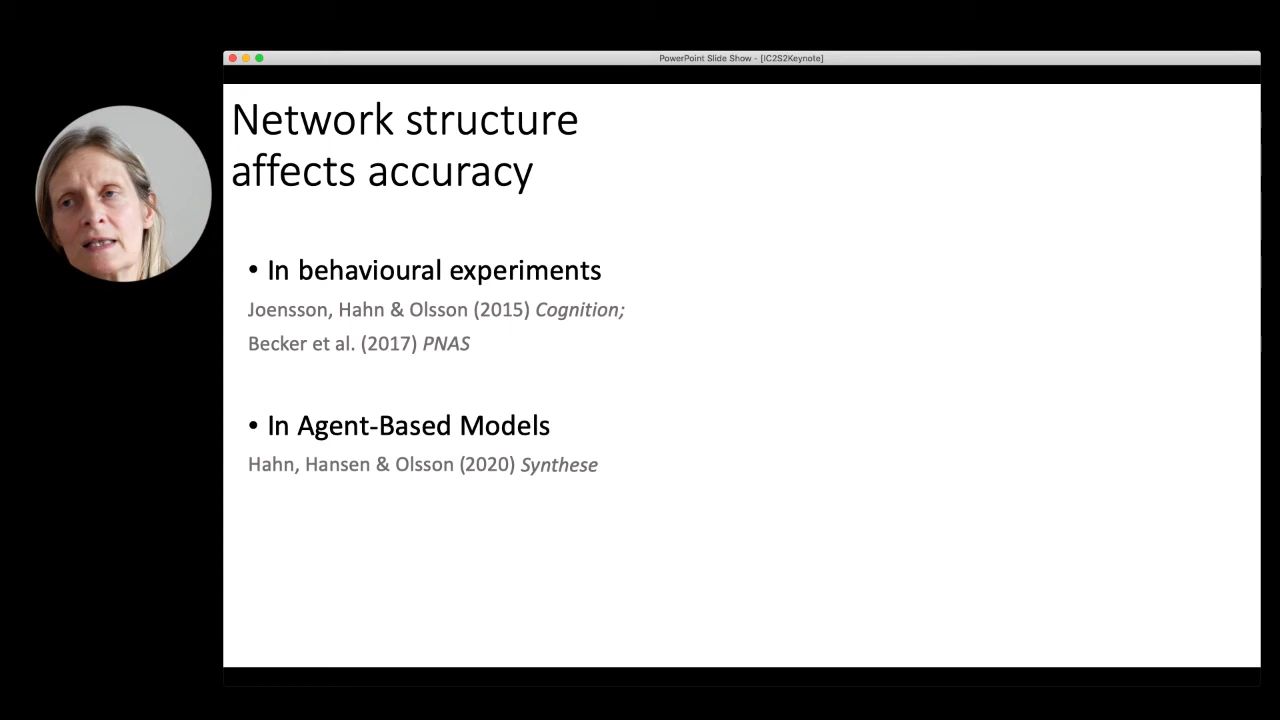 PowerPoint Slide Show - [IC2S2Keynote]
Network structure
affects accuracy
• In behavioural experiments
Joensson, Hahn & Olsson (2015) Cognition;
Becker et al. (2017) PNAS
• In Agent-Based Models
Hahn, Hansen & Olsson (2020) Synthese